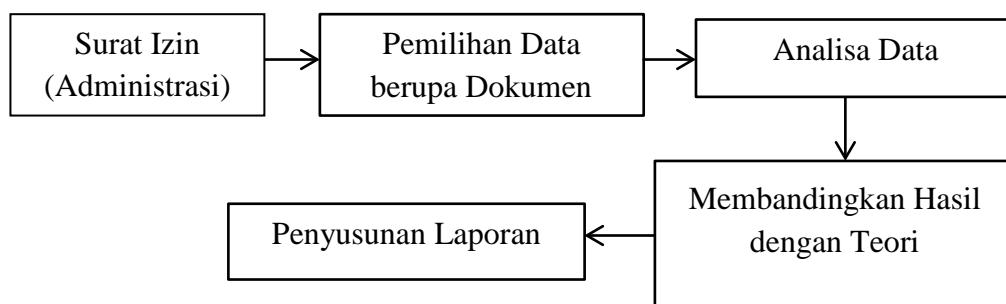 Surat Izin
(Administrasi)
Pemilihan Data
berupa Dokumen
Analisa Data
Membandingkan Hasil
dengan Teori
Penyusunan Laporan